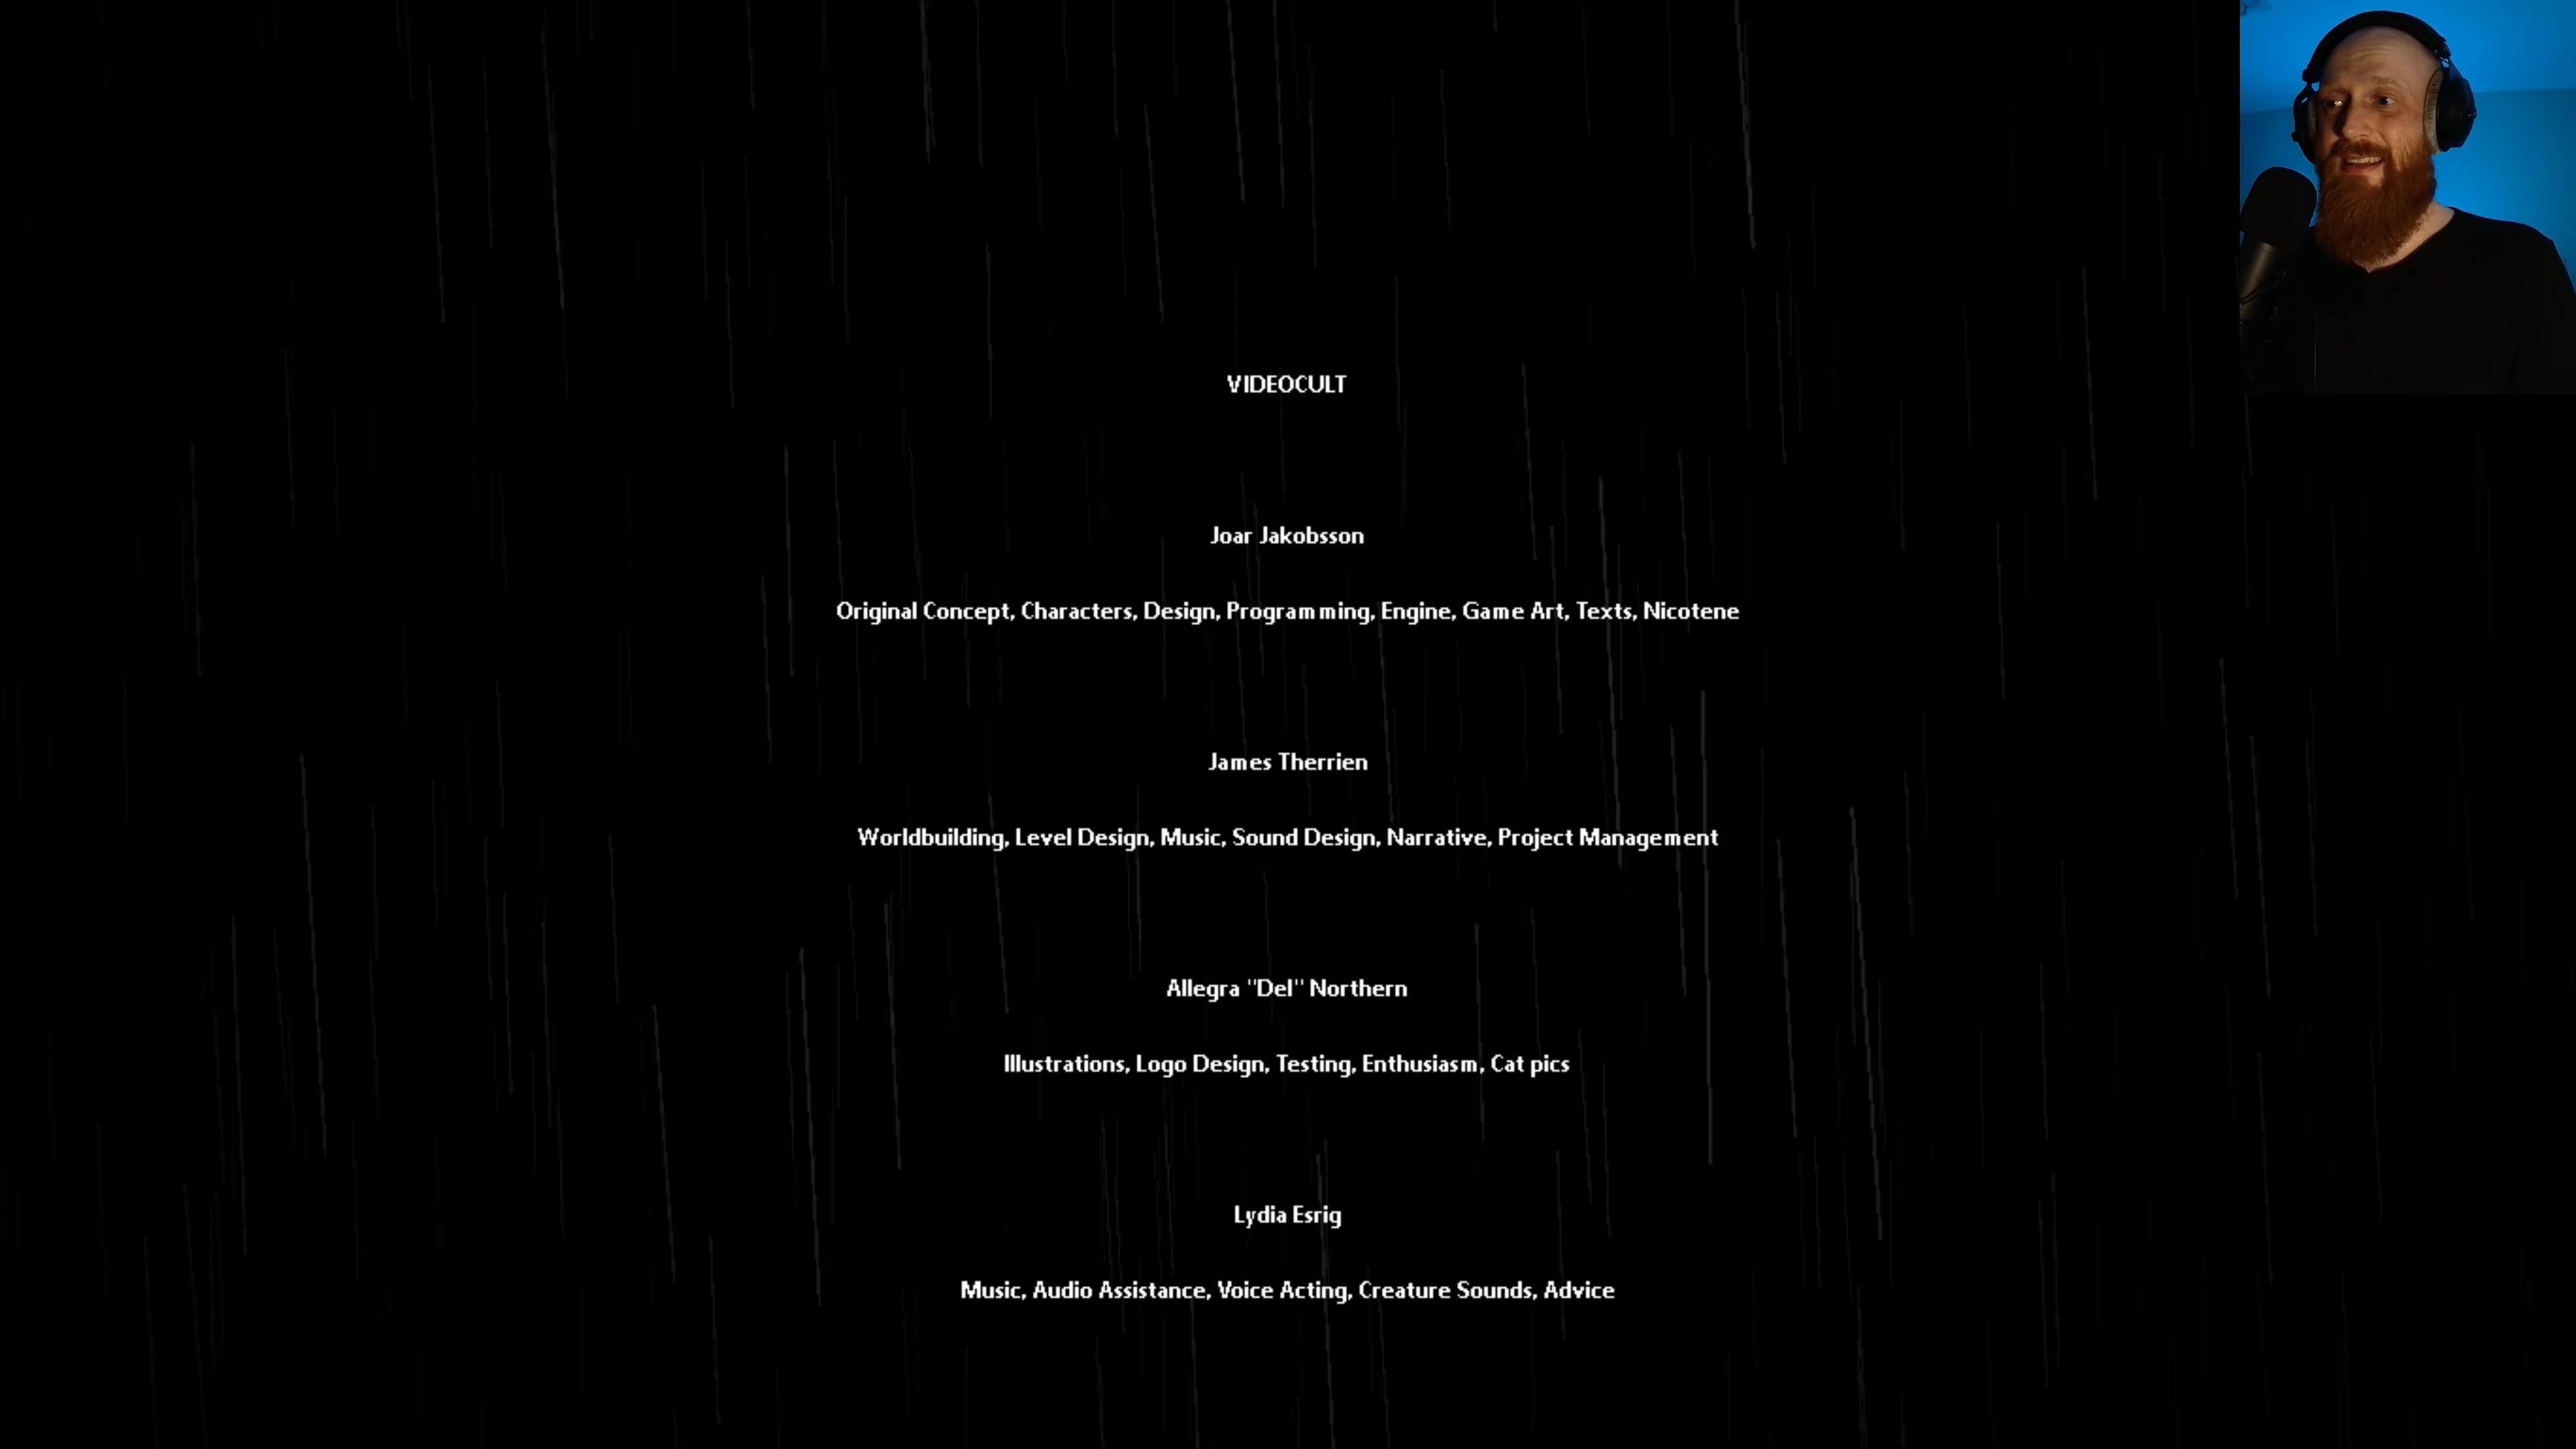 VIDEOCULT
Joar Jakobsson
Original Concept, Characters, Design, Programming, Engine, Game Art, Texts, Nicotene
James Therrien
Worldbuilding, Level Design, Music, Sound Design, Narrative, Project Management
Allegra "Del" Northern
Illustrations, Logo Design, Testing, Enthusiasm, Cat pics
Lydia Esrig
Music, Audio Assistance, Voice Acting, Creature Sounds, Advice